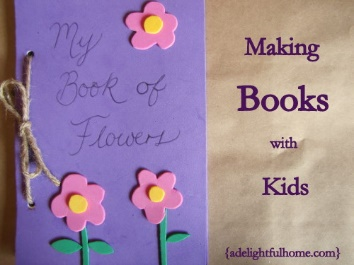 My
Book of
Flowers
Making
Books
with
Kids
{adelightfulhome.com}